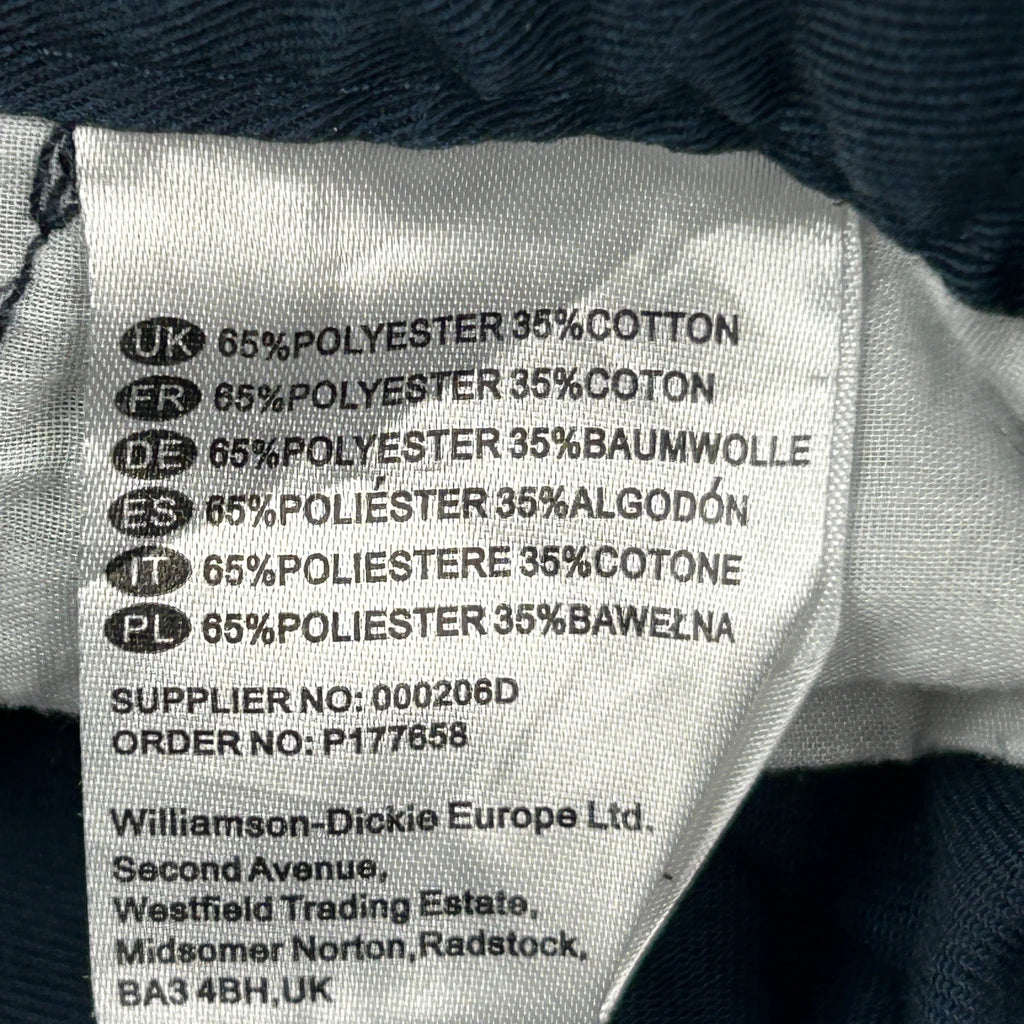 UK 65%POLYESTER 35%COTTON
FR 65%POLYESTER 35%COTON
DE 65%POLYESTER 35%BAUMWOLLE
ES 65%POLIÉSTER 35%ALGODÓN
IT 65%POLIESTERE 35%COTONE
PL 65%POLIESTER 35%BAWEŁNA
SUPPLIER NO: 000206D
ORDER NO: P177658
Williamson-Dickie Europe Ltd.
Second Avenue,
Westfield Trading Estate,
Midsomer Norton,Radstock,
BA3 4BH,UK